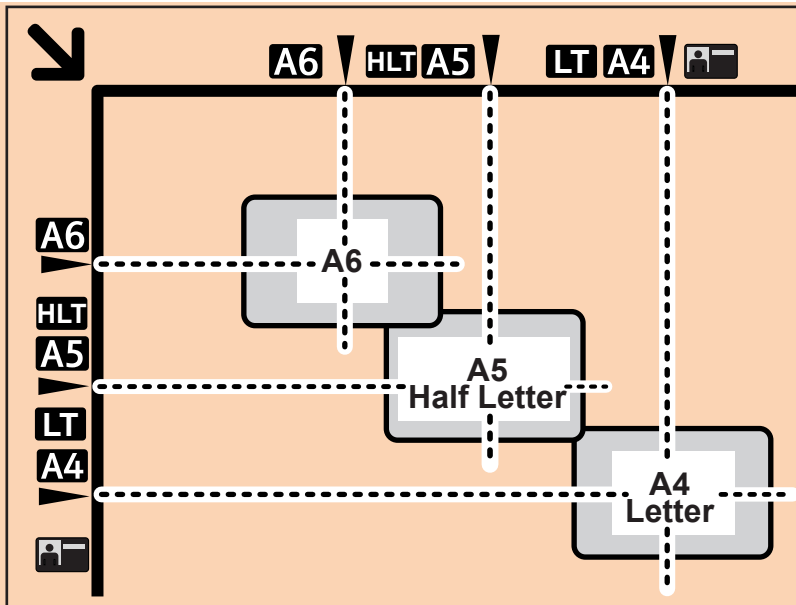 A6 HLT A5 LT A4
A6
A6
HLT
A5
A5
Half Letter
LT
A4
A4
Letter